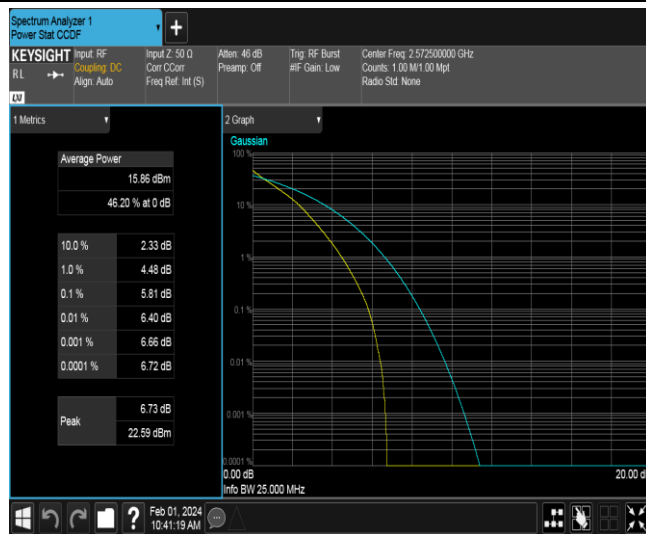 Spectrum Analyzer 1
Power Stat CCDF
+
KEYSIGHT
RL
LXI
Input: RF
Coupling: DC
Align: Auto
Input Z: 50 Ω
Corr CCorr
Freq Ref: Int (S)
Atten: 46 dB
Preamp: Off
Trig: RF Burst
#IF Gain: Low
Center Freq: 2.572500000 GHz
Counts: 1.00 M/1.00 Mpt
Radio Std: None
1 Metrics
Average Power
15.86 dBm
46.20 % at 0 dB
10.0 % 2.33 dB
1.0 % 4.48 dB
0.1 % 5.81 dB
0.01 % 6.40 dB
0.001 % 6.66 dB
0.0001 % 6.72 dB
Peak
6.73 dB
22.59 dBm
2 Graph
Gaussian
100 %
10 %
1 %
0.1 %
0.01 %
0.001 %
0.0001 %
0.00 dB
20.00 d
Info BW 25.000 MHz
?
Feb 01, 2024
10:41:19 AM